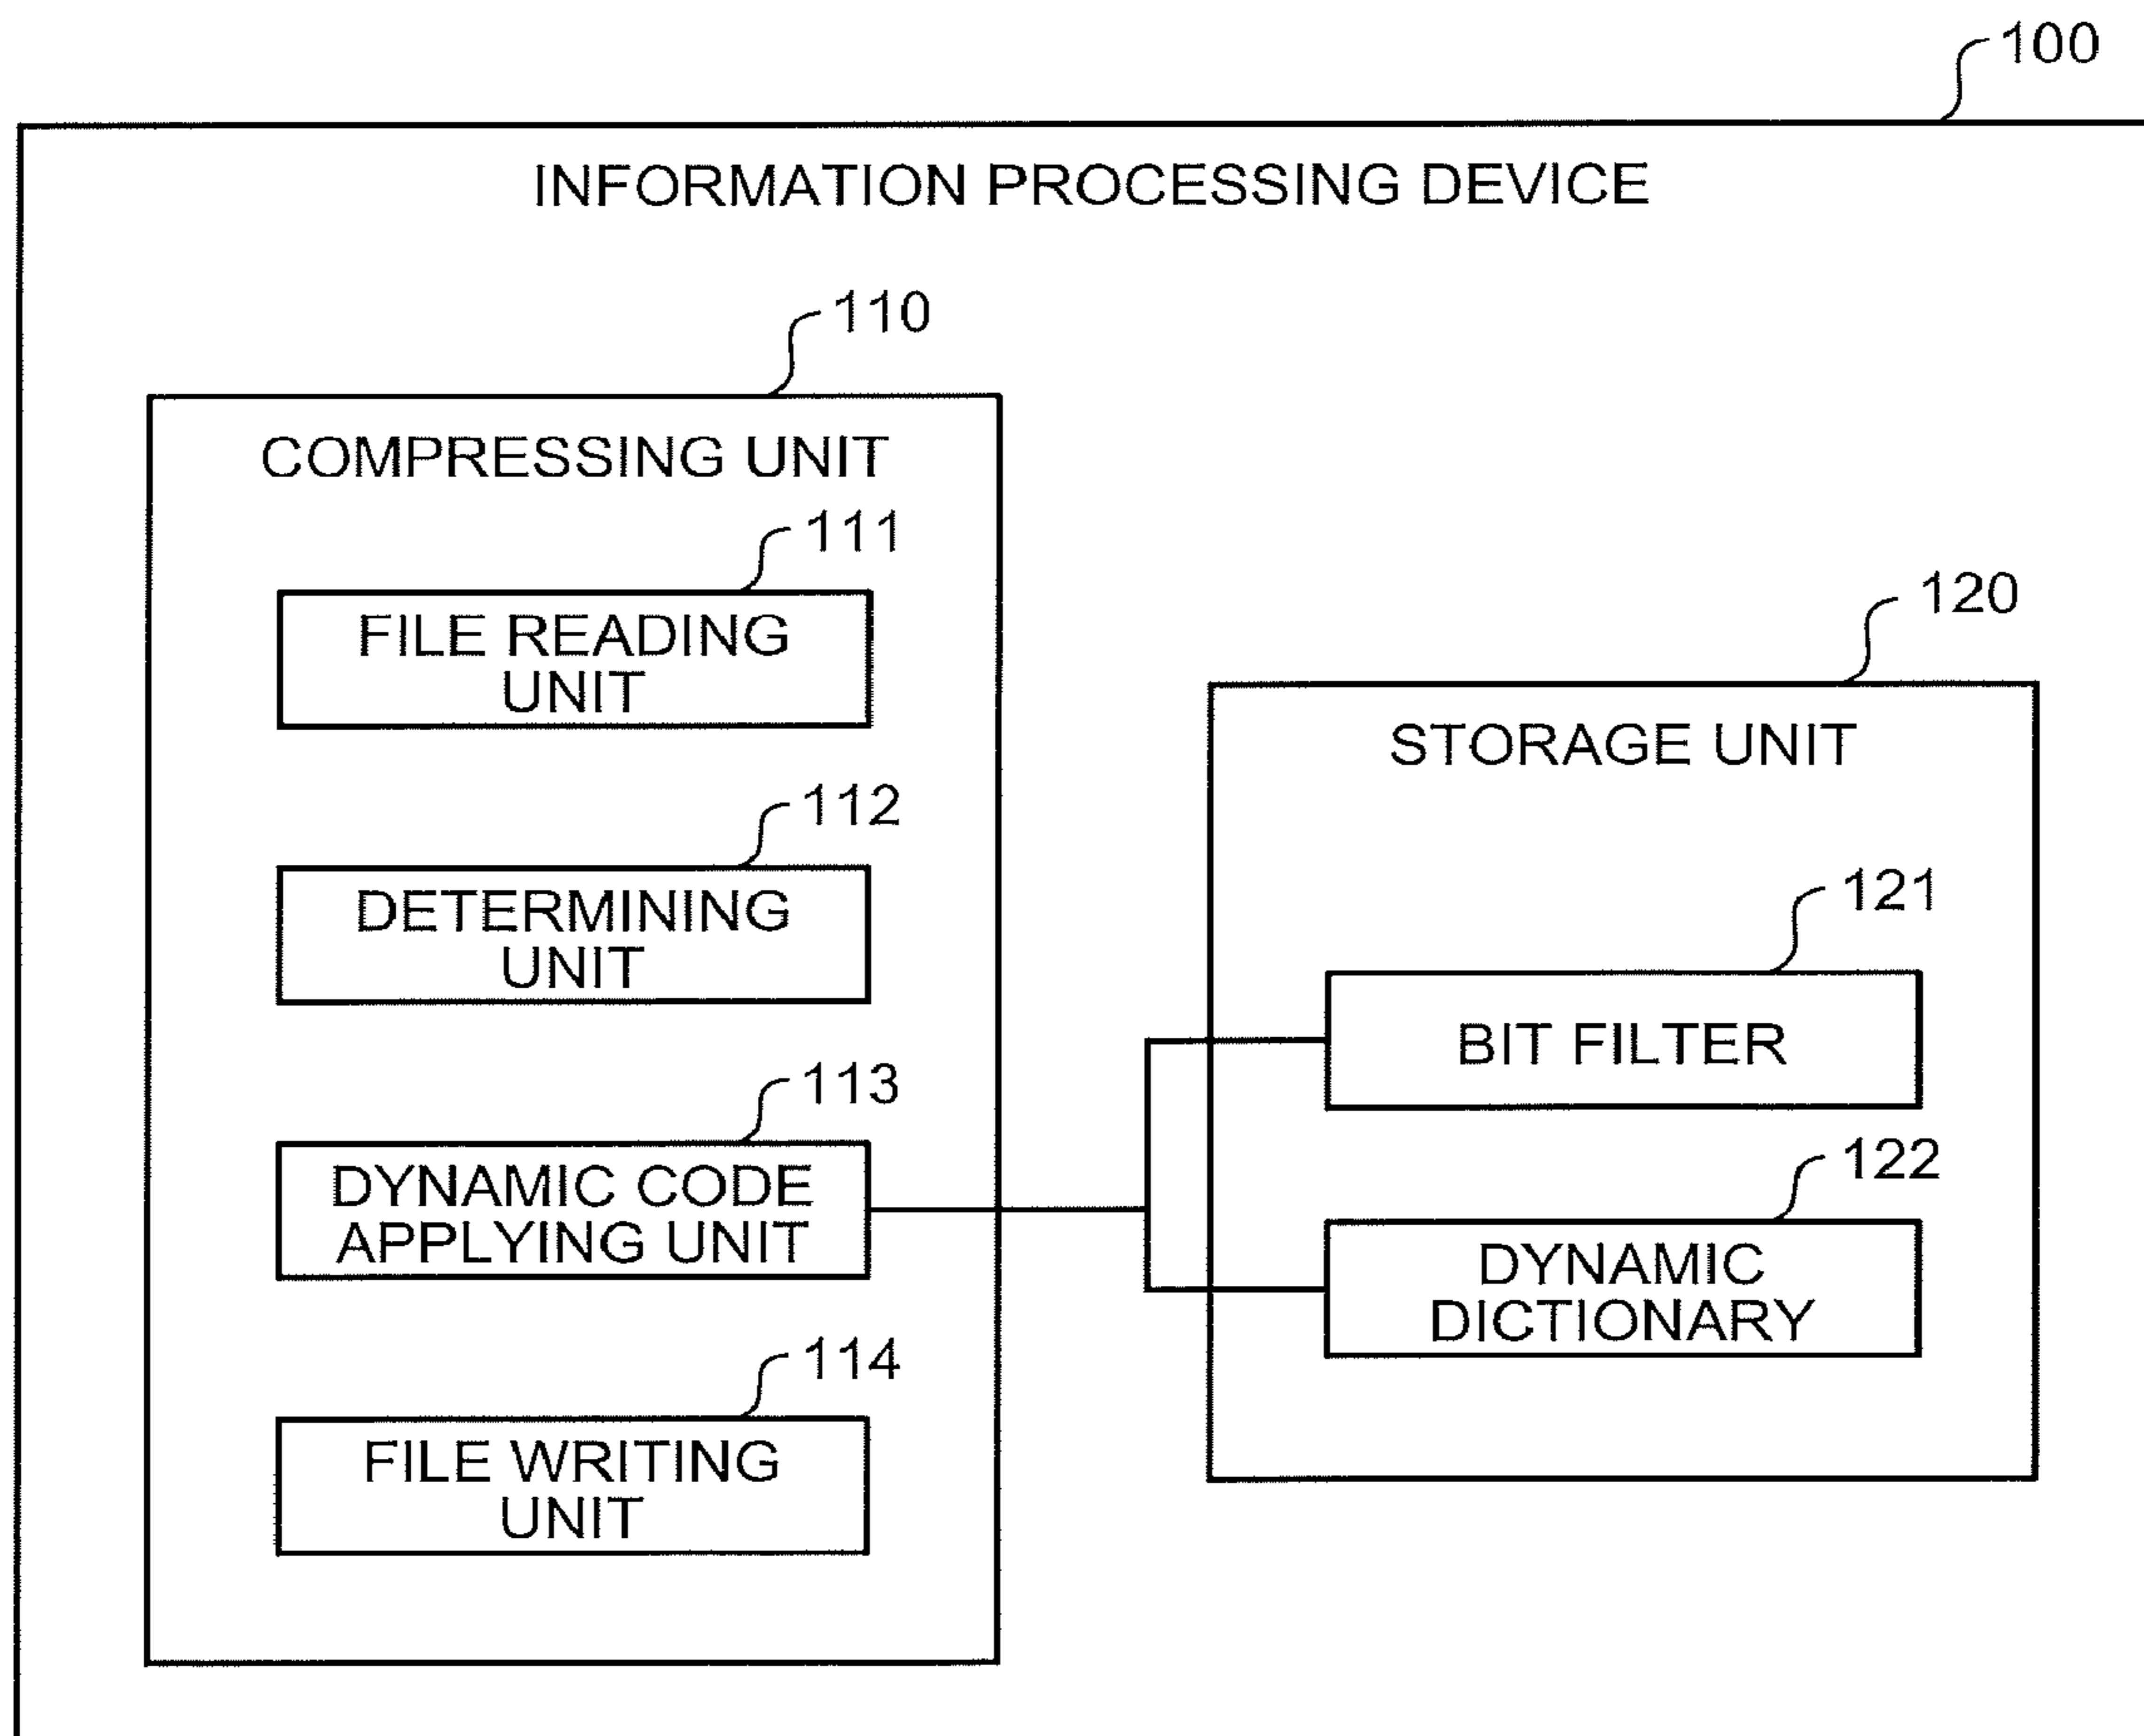 100
INFORMATION PROCESSING DEVICE
110
COMPRESSING UNIT
111
FILE READING
UNIT
112
DETERMINING
UNIT
113
DYNAMIC CODE
APPLYING UNIT
114
FILE WRITING
UNIT
120
STORAGE UNIT
121
BIT FILTER
122
DYNAMIC
DICTIONARY